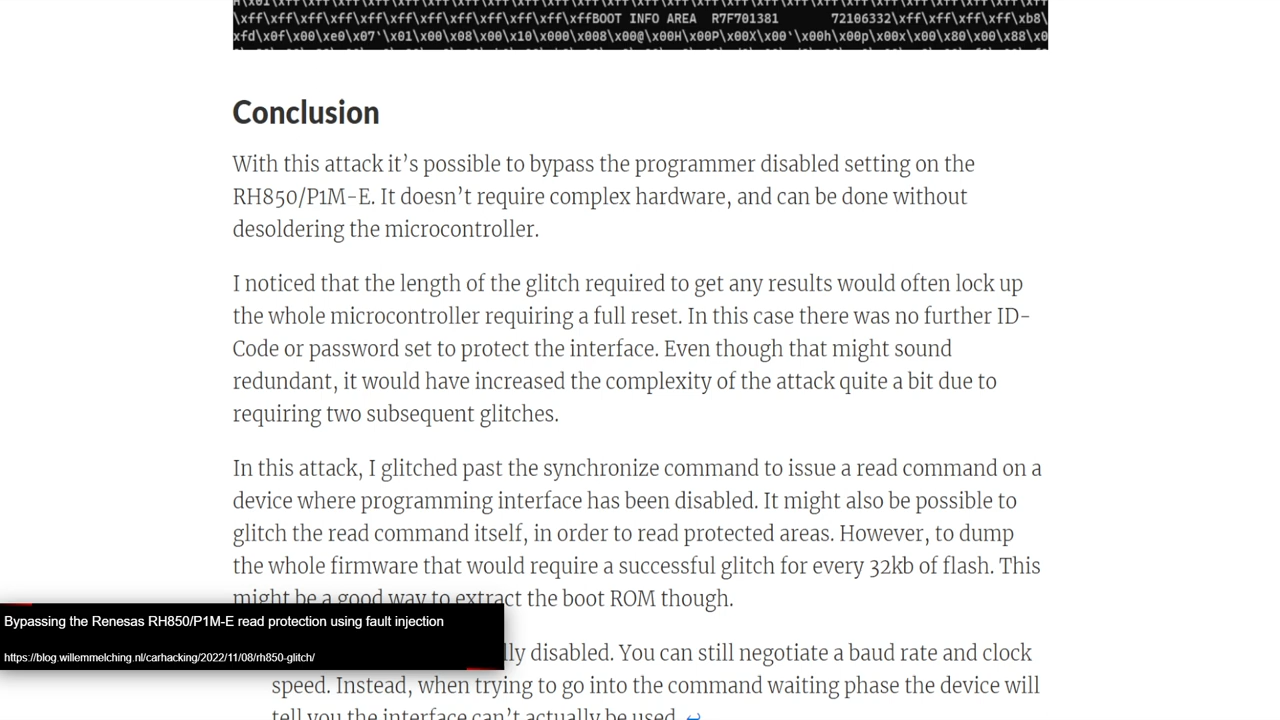 \xff\xff\xff\xff\xff\xff\xff\xff\xff\xffBOOT INFO AREA  R7F701381       72106332\xff\xff\xff\xff\xb8\
xfd\x0f\x00\xe0\x07'\x01\x00\x08\x00\x10\x000\x008\x00@\x00H\x00P\x00X\x00`\x00h\x00p\x00x\x00\x80\x00\x88\x0
Conclusion
With this attack it’s possible to bypass the programmer disabled setting on the
RH850/P1M-E. It doesn’t require complex hardware, and can be done without
desoldering the microcontroller.
I noticed that the length of the glitch required to get any results would often lock up
the whole microcontroller requiring a full reset. In this case there was no further ID-
Code or password set to protect the interface. Even though that might sound
redundant, it would have increased the complexity of the attack quite a bit due to
requiring two subsequent glitches.
In this attack, I glitched past the synchronize command to issue a read command on a
device where programming interface has been disabled. It might also be possible to
glitch the read command itself, in order to read protected areas. However, to dump
the whole firmware that would require a successful glitch for every 32kb of flash. This
might be a good way to extract the boot ROM though.
Bypassing the Renesas RH850/P1M-E read protection using fault injection
https://blog.willemmelching.nl/carhacking/2022/11/08/rh850-glitch/
lly disabled. You can still negotiate a baud rate and clock
speed. Instead, when trying to go into the command waiting phase the device will
tell you the interface can’t actually be used. ↩